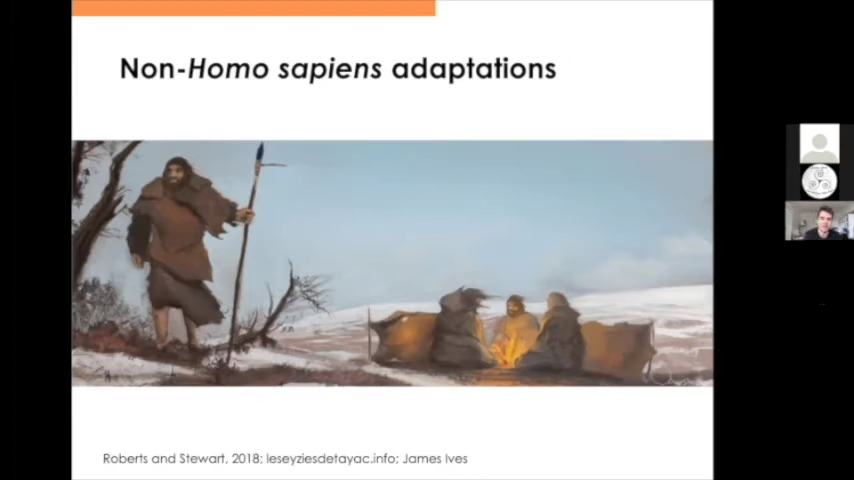 Non-Homo sapiens adaptations
Roberts and Stewart, 2018; leseyziesdetayac.info; James Ives